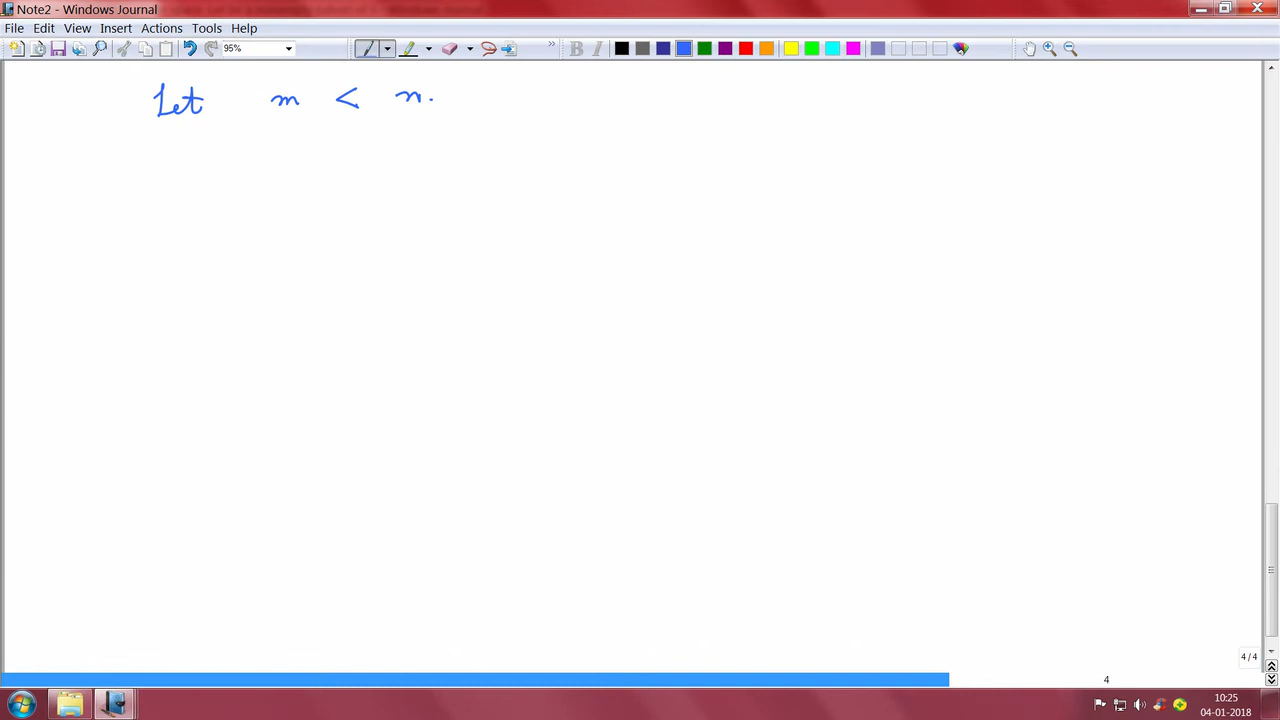 Note2 - Windows Journal
File Edit View Insert Actions Tools Help
95%
Let m < n.
4 / 4
4
10:25
04-01-2018